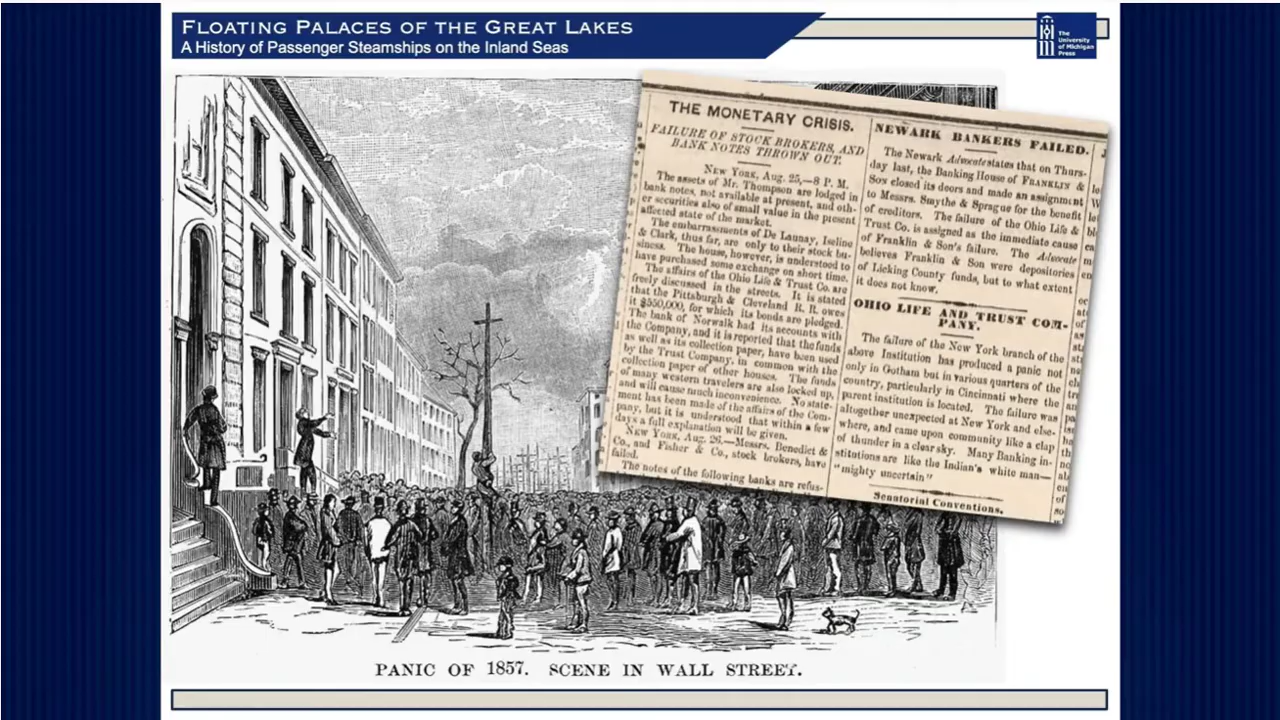 FLOATING PALACES OF THE GREAT LAKES
A History of Passenger Steamships on the Inland Seas
The
University
of Michigan
Press
THE MONETARY CRISIS.
FAILURE OF STOCK BROKERS, AND
BANK NOTES THROWN OUT.
NEW YORK, Aug. 25,—8 P. M.
The assets of Mr. Thompson are lodged in
bank notes, not available at present, and oth-
er securities also of small value in the present
affected state of the market.
The embarrassments of De Launay, Iseline
& Clark, thus far, are only to their stock bu-
siness. The house, however, is understood to
have purchased some exchange on short time.
The affairs of the Ohio Life & Trust Co. are
freely discussed in the streets. It is stated
that the Pittsburgh & Cleveland R. R. owes
it $550,000, for which its bonds are pledged.
The bank of Norwalk had its accounts with
the Company, and it is reported that the funds
as well as its collection paper, have been used
by the Trust Company, in common with the
collection paper of other houses. The funds
of many western travelers are also locked up,
and will cause much inconvenience. No state-
ment has been made of the affairs of the Com-
pany, but it is understood that within a few
days a full explanation will be given.
NEW YORK, Aug. 26.—Messrs. Benedict &
Co., and Fisher & Co., stock brokers, have
failed.
The notes of the following banks are refus-
NEWARK BANKERS FAILED.
The Newark Advocate states that on Thurs-
day last, the Banking House of FRANKLIN &
SON closed its doors and made an assignment
to Messrs. Smythe & Sprague for the benefit
of creditors. The failure of the Ohio Life &
Trust Co. is assigned as the immediate cause
of Franklin & Son's failure. The Advocate
believes Franklin & Son were depositories
of Licking County funds, but to what extent
it does not know.
OHIO LIFE AND TRUST COM-
PANY.
The failure of the New York branch of the
above Institution has produced a panic not
only in Gotham but in various quarters of the
country, particularly in Cincinnati where the
parent institution is located. The failure was
altogether unexpected at New York and else-
where, and came upon community like a clap
of thunder in a clear sky. Many Banking in-
stitutions are like the Indian's white man—
"mighty uncertain"
Senatorial Conventions.
PANIC OF 1857. SCENE IN WALL STREET.